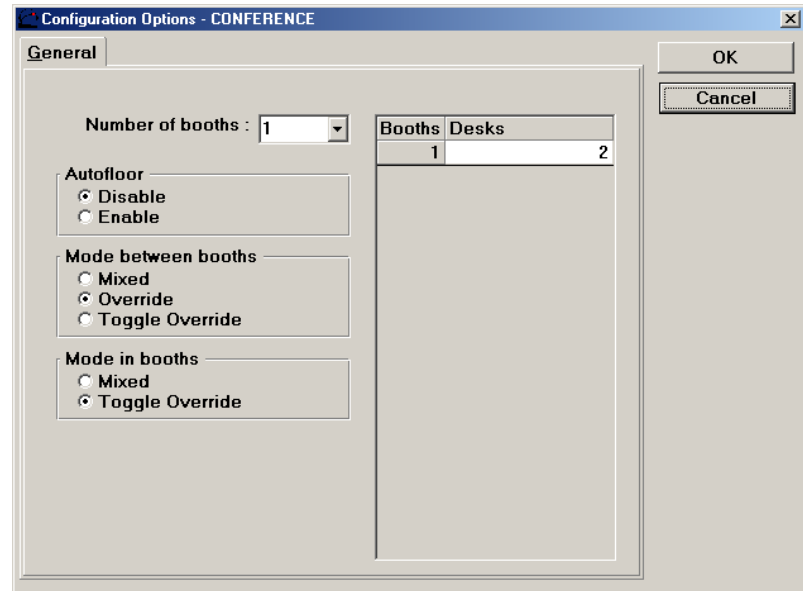 Configuration Options - CONFERENCE
General
OK
Cancel
Number of booths : 1
Booths Desks
1 2
Autofloor
Disable
Enable
Mode between booths
Mixed
Override
Toggle Override
Mode in booths
Mixed
Toggle Override